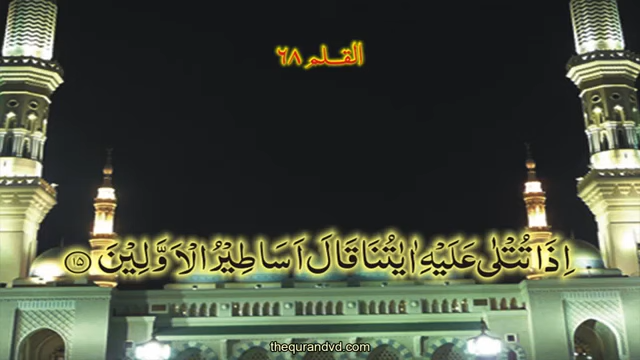 القلم ٦٨
اِذَا تُتْلٰى عَلَيْهِ اٰيٰتُنَا قَالَ اَسَاطِيْرُ الْاَوَّلِيْنَ ۝١٥
thequrandvd.com